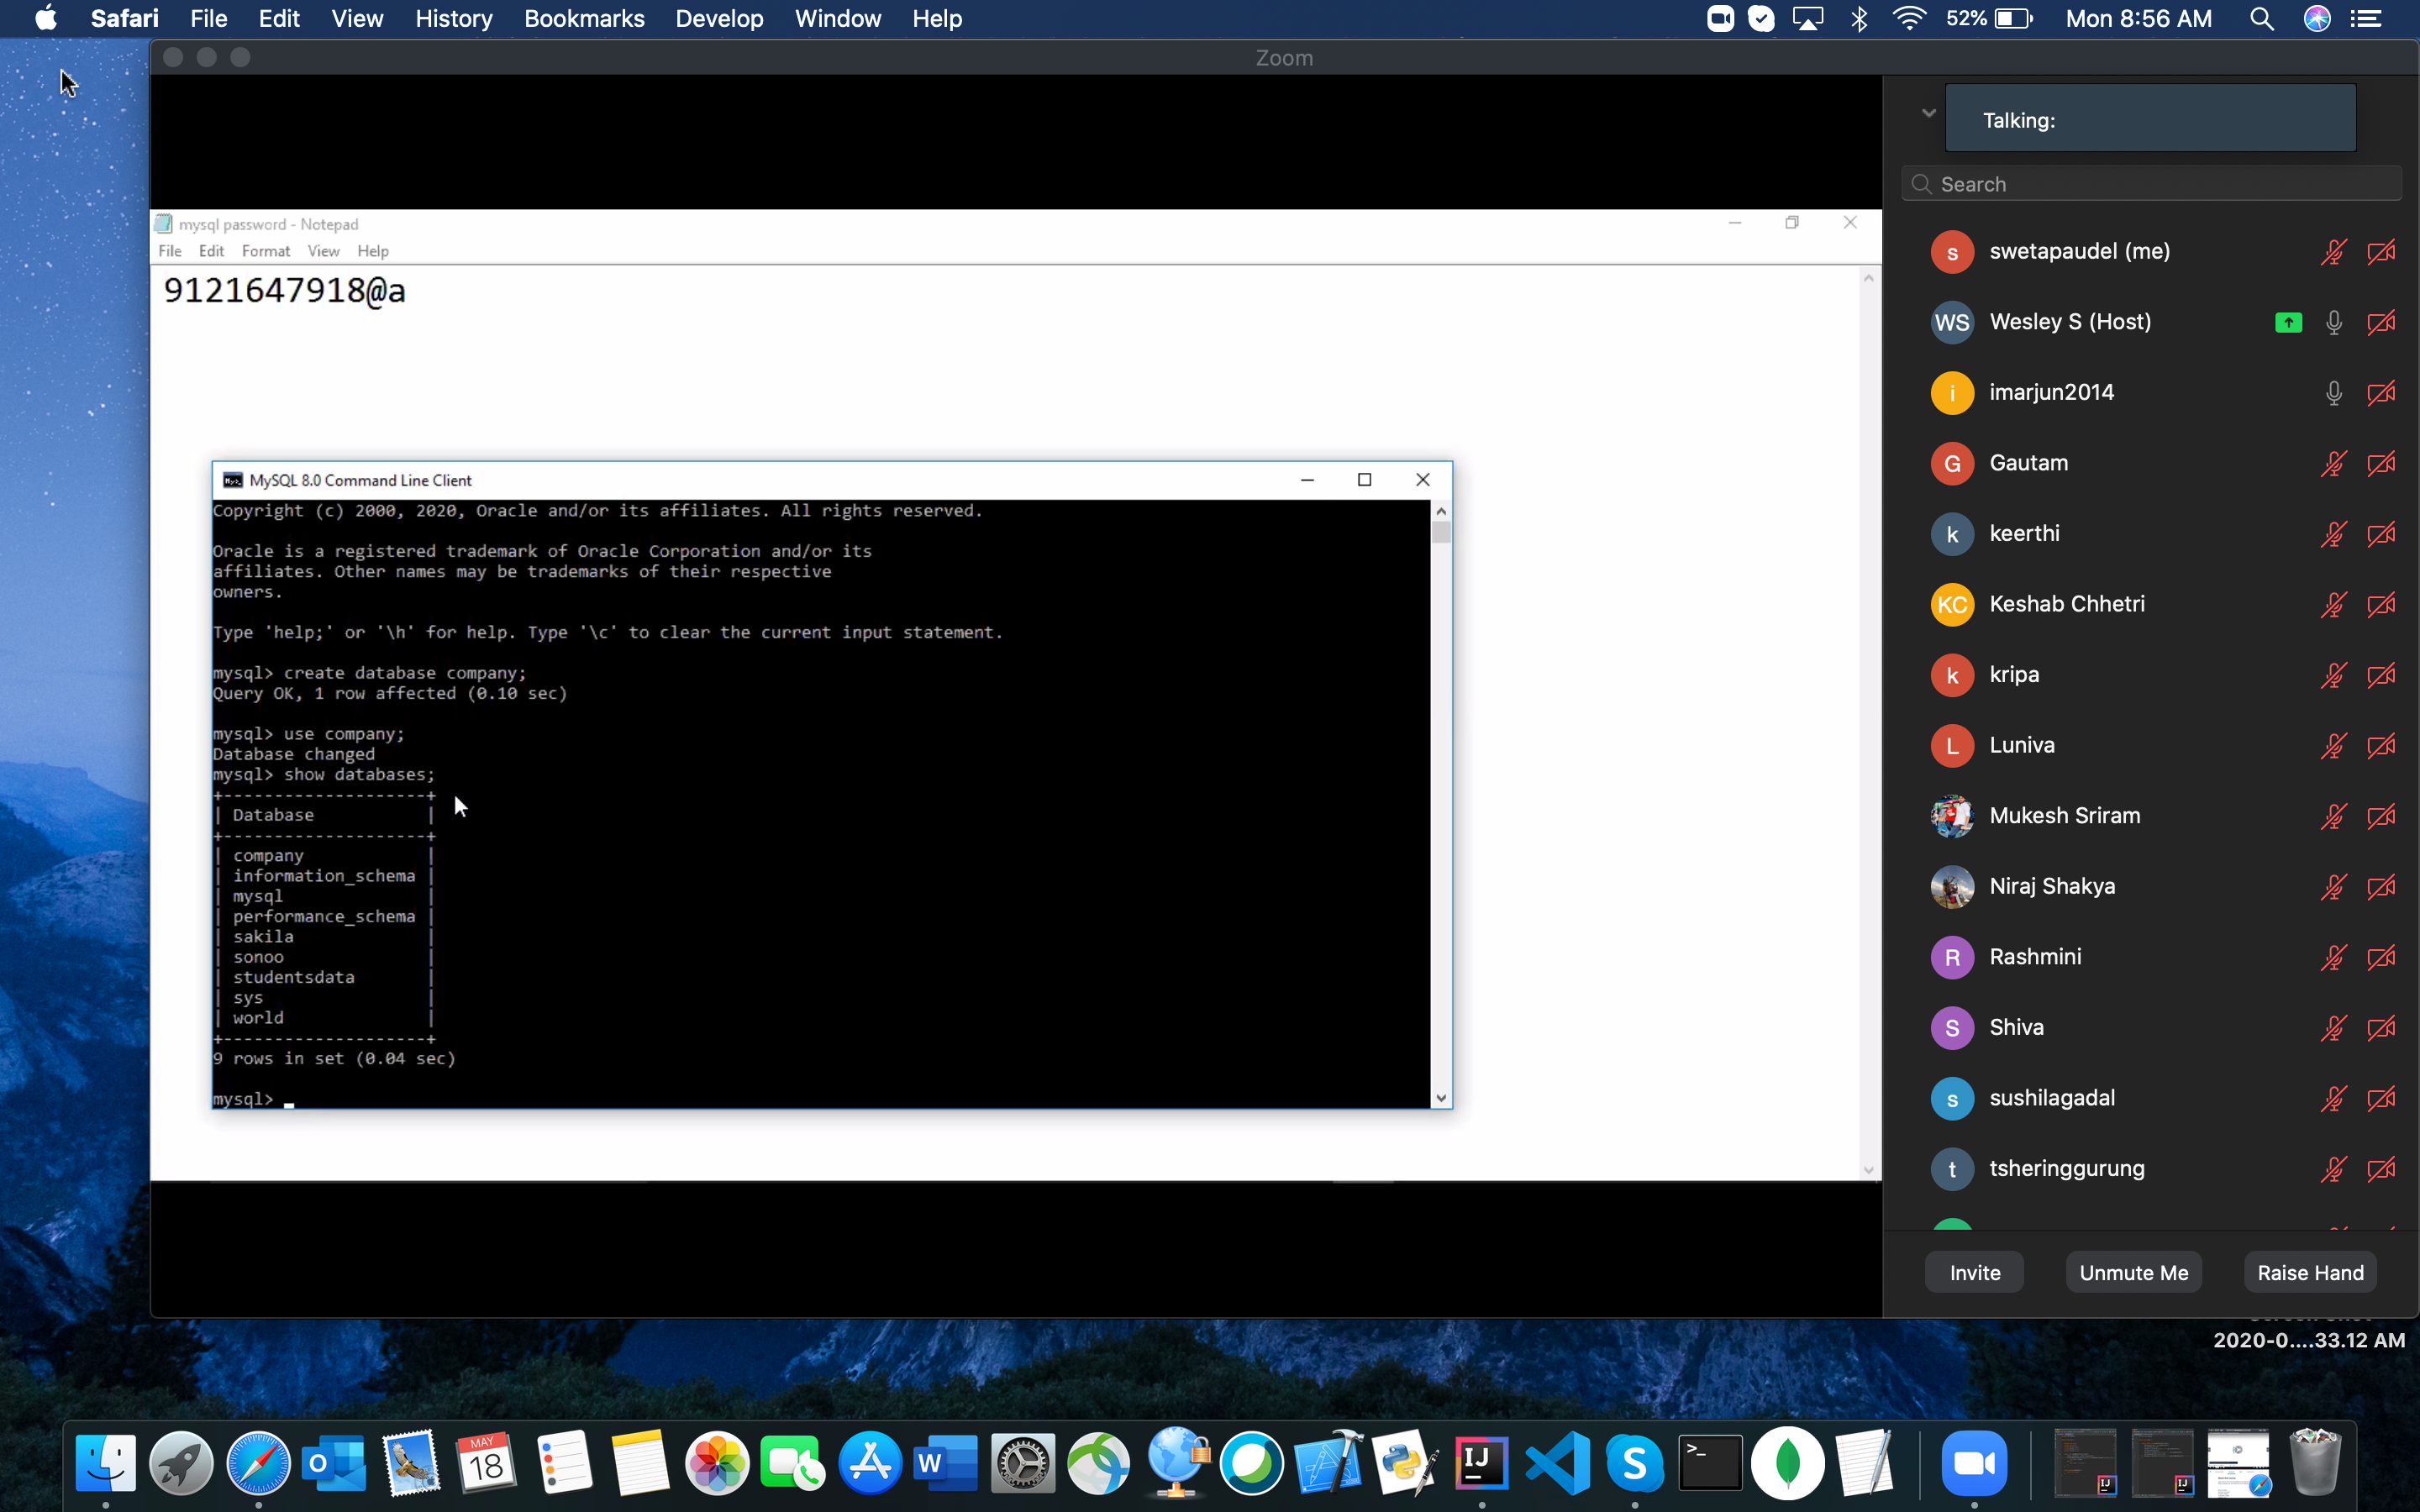 Safari File Edit View History Bookmarks Develop Window Help 52% Mon 8:56 AM
Zoom
Talking:
Search
mysql password - Notepad
File Edit Format View Help
9121647918@a
MySQL 8.0 Command Line Client
Copyright (c) 2000, 2020, Oracle and/or its affiliates. All rights reserved.
Oracle is a registered trademark of Oracle Corporation and/or its
affiliates. Other names may be trademarks of their respective
owners.
Type 'help;' or '\h' for help. Type '\c' to clear the current input statement.
mysql> create database company;
Query OK, 1 row affected (0.10 sec)
mysql> use company;
Database changed
mysql> show databases;
+--------------------+
| Database           |
+--------------------+
| company            |
| information_schema |
| mysql              |
| performance_schema |
| sakila             |
| sonoo              |
| studentsdata       |
| sys                |
| world              |
+--------------------+
9 rows in set (0.04 sec)
mysql> _
s swetapaudel (me)
WS Wesley S (Host)
i imarjun2014
G Gautam
k keerthi
KC Keshab Chhetri
k kripa
L Luniva
Mukesh Sriram
Niraj Shakya
R Rashmini
S Shiva
s sushilagadal
t tsheringgurung
Invite Unmute Me Raise Hand
2020-0....33.12 AM
MAY
18
W
IJ
S
>_